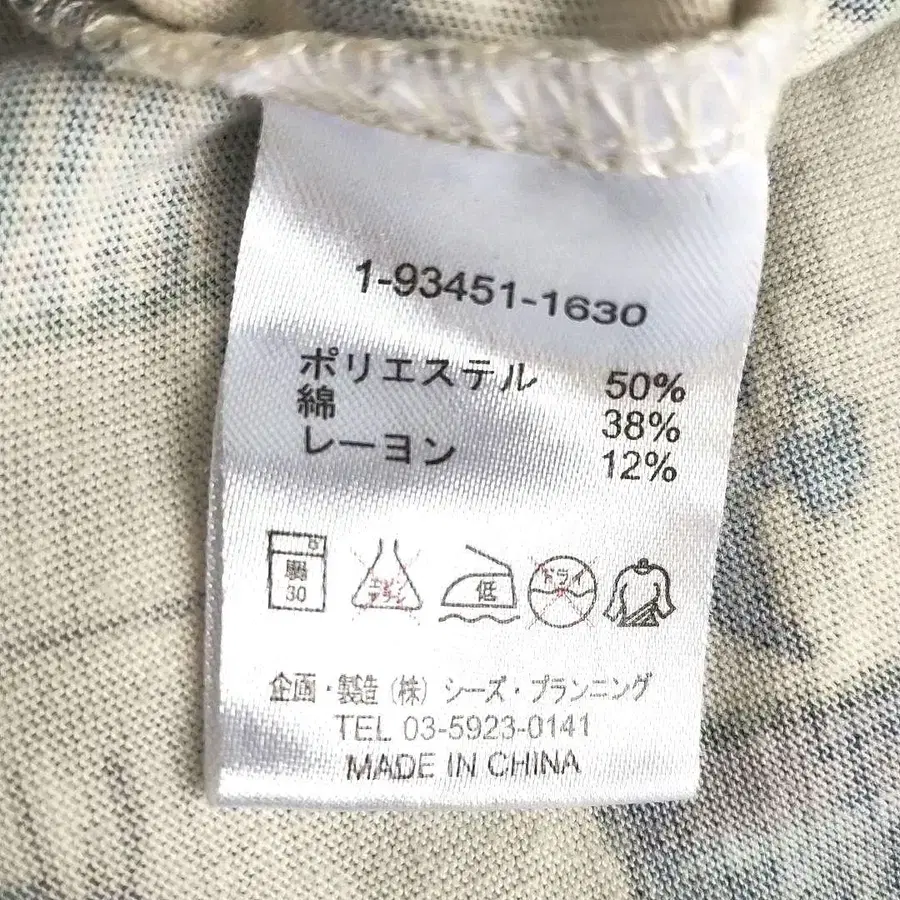 1-93451-1630
ポリエステル 50%
綿 38%
レーヨン 12%
弱 30 エンソ サラシ 低 ドライ
企画・製造（株）シーズ・プランニング
TEL 03-5923-0141
MADE IN CHINA